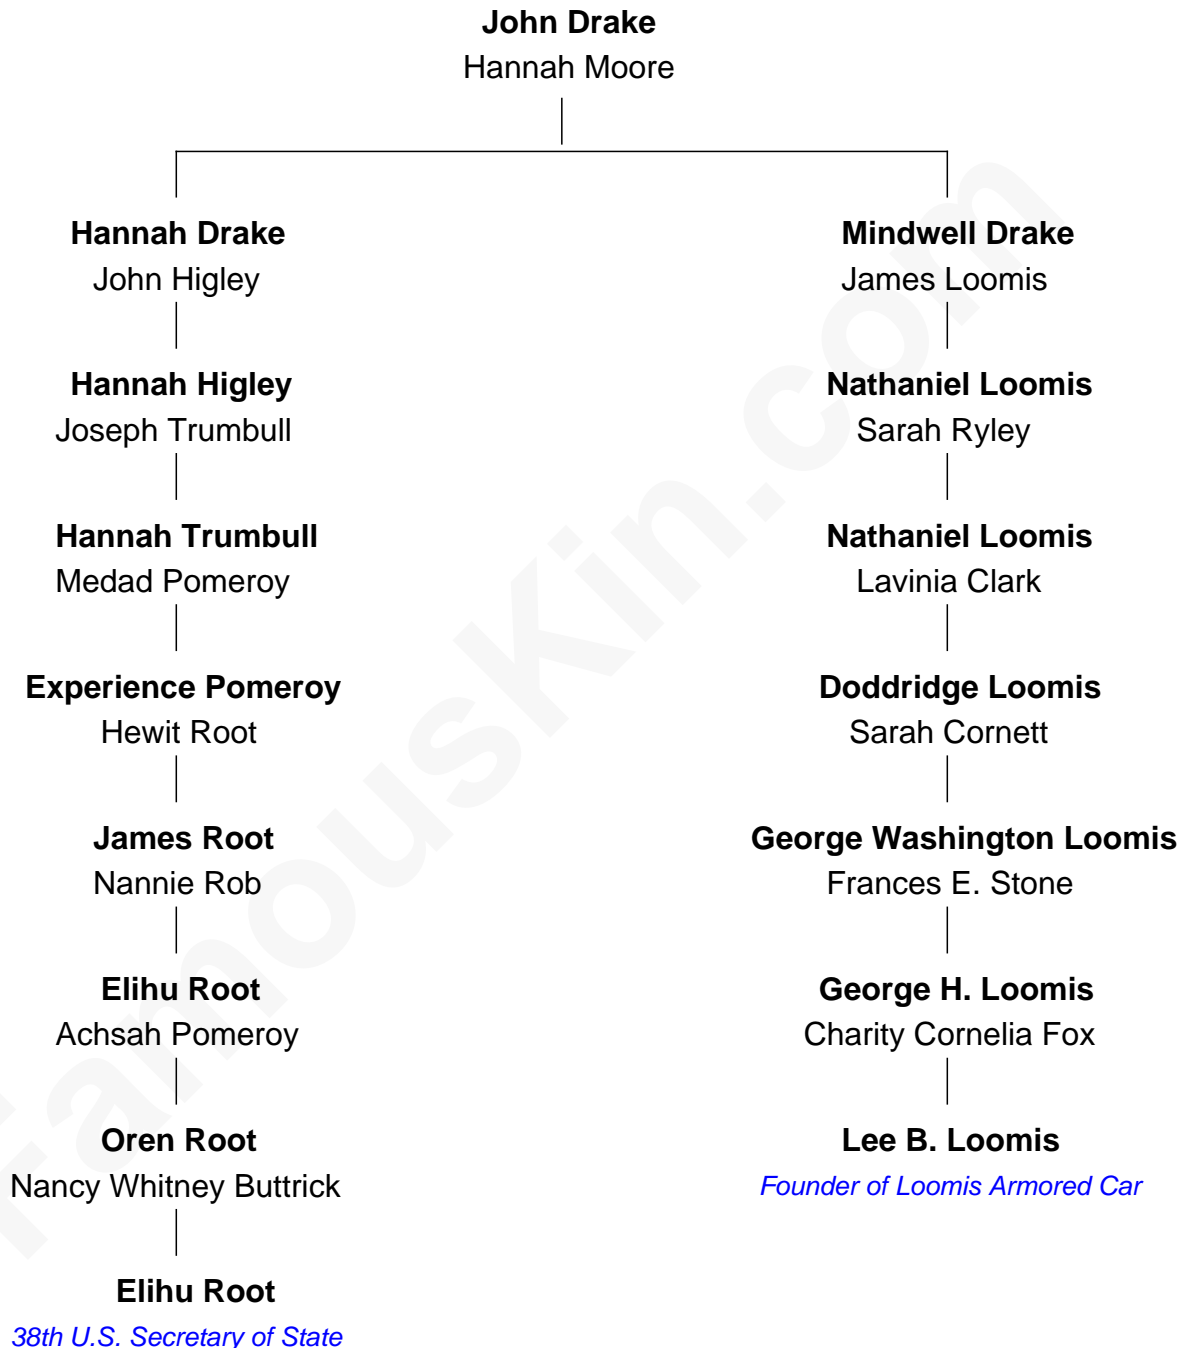 John Drake
Hannah Moore
Hannah Drake
John Higley
Mindwell Drake
James Loomis
Hannah Higley
Joseph Trumbull
Nathaniel Loomis
Sarah Ryley
Hannah Trumbull
Medad Pomeroy
Nathaniel Loomis
Lavinia Clark
Experience Pomeroy
Hewit Root
Doddridge Loomis
Sarah Cornett
James Root
Nannie Rob
George Washington Loomis
Frances E. Stone
Elihu Root
Achsah Pomeroy
George H. Loomis
Charity Cornelia Fox
Oren Root
Nancy Whitney Buttrick
Lee B. Loomis
Founder of Loomis Armored Car
Elihu Root
38th U.S. Secretary of State
FamousKin.com